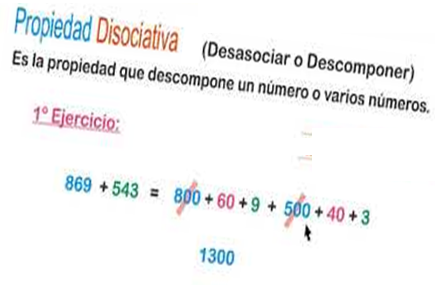 Propiedad Disociativa (Desasociar o Descomponer)
Es la propiedad que descompone un número o varios números.
1° Ejercicio:
869 + 543 = 800 + 60 + 9 + 500 + 40 + 3
1300